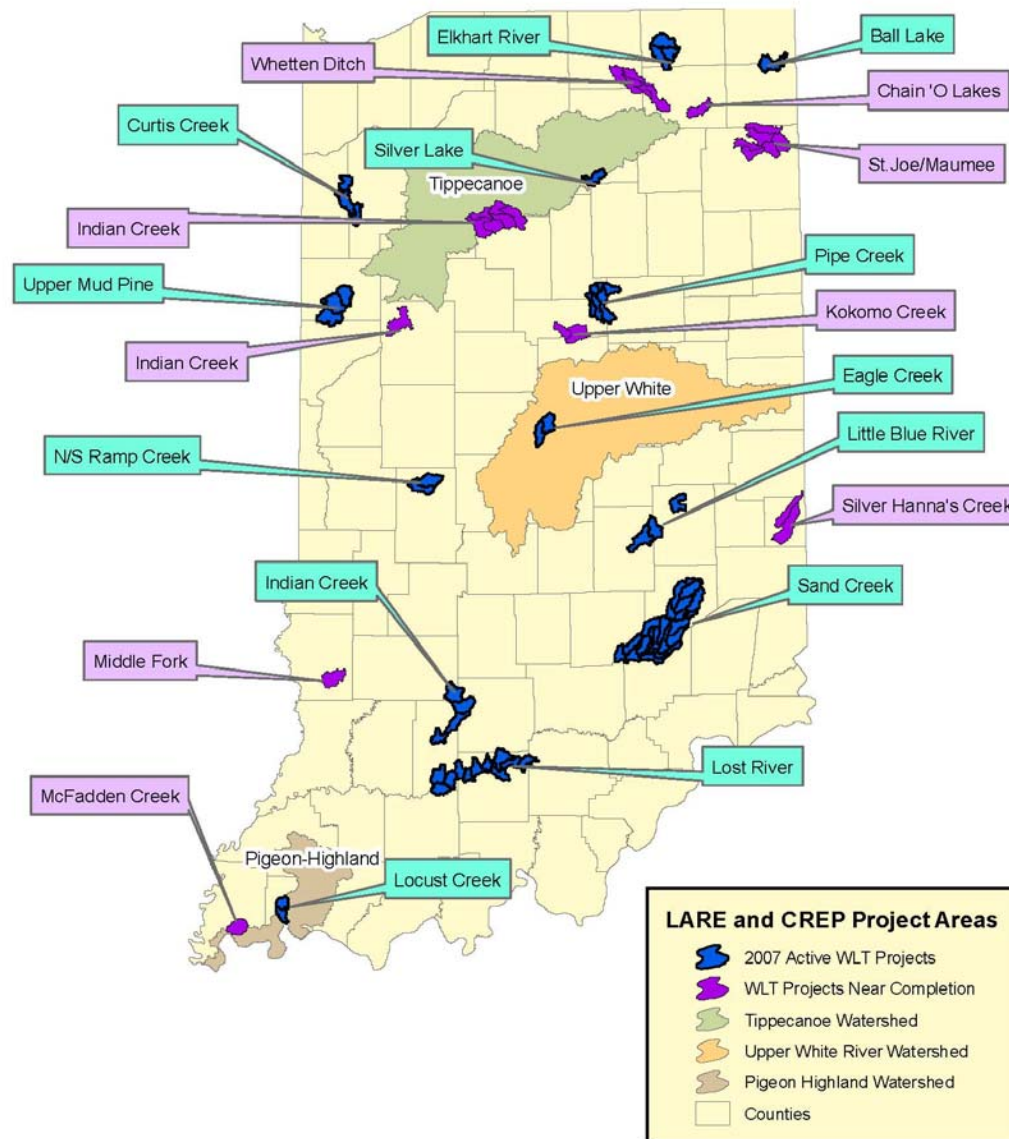 Elkhart River
Ball Lake
Whetten Ditch
Chain 'O Lakes
Curtis Creek
Silver Lake
St.Joe/Maumee
Tippecanoe
Indian Creek
Pipe Creek
Upper Mud Pine
Kokomo Creek
Indian Creek
Eagle Creek
Upper White
Little Blue River
N/S Ramp Creek
Silver Hanna's Creek
Indian Creek
Sand Creek
Middle Fork
Lost River
McFadden Creek
Pigeon-Highland
Locust Creek
LARE and CREP Project Areas
2007 Active WLT Projects
WLT Projects Near Completion
Tippecanoe Watershed
Upper White River Watershed
Pigeon Highland Watershed
Counties